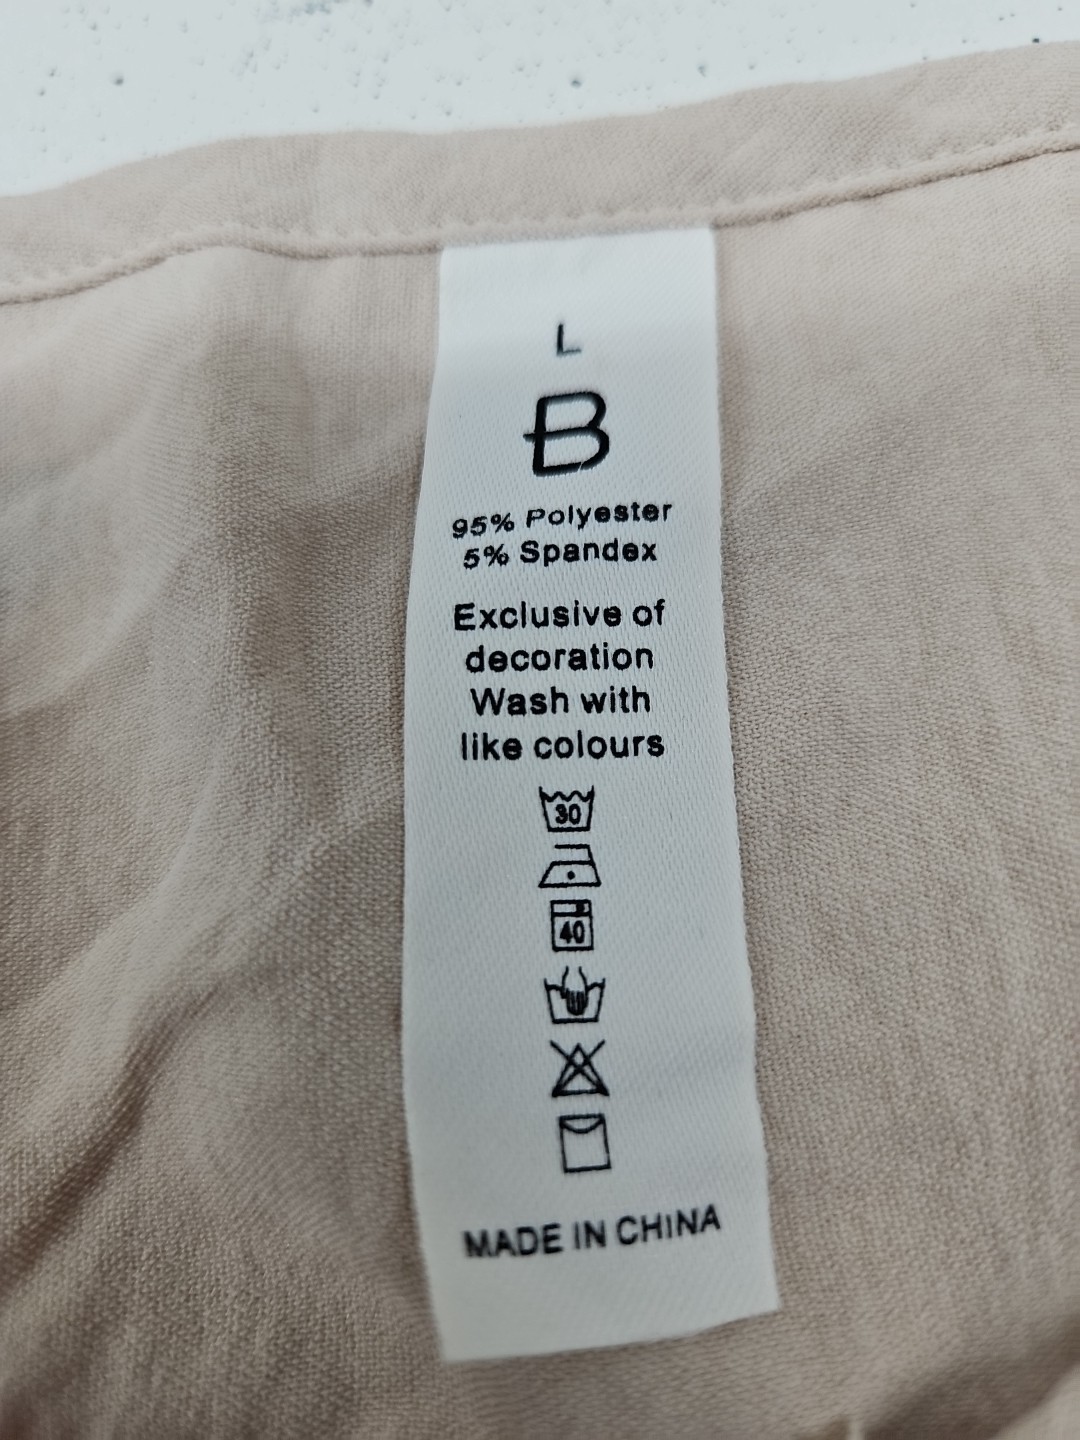 L
B
95% Polyester
5% Spandex
Exclusive of
decoration
Wash with
like colours
30
40
MADE IN CHINA